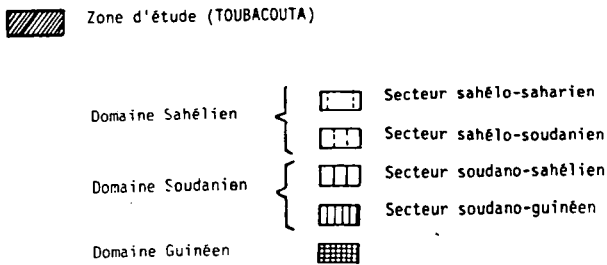 Zone d'étude (TOUBACOUTA)
Secteur sahélo-saharien
Domaine Sahélien
Secteur sahélo-soudanien
Secteur soudano-sahélien
Domaine Soudanien
Secteur soudano-guinéen
Domaine Guinéen